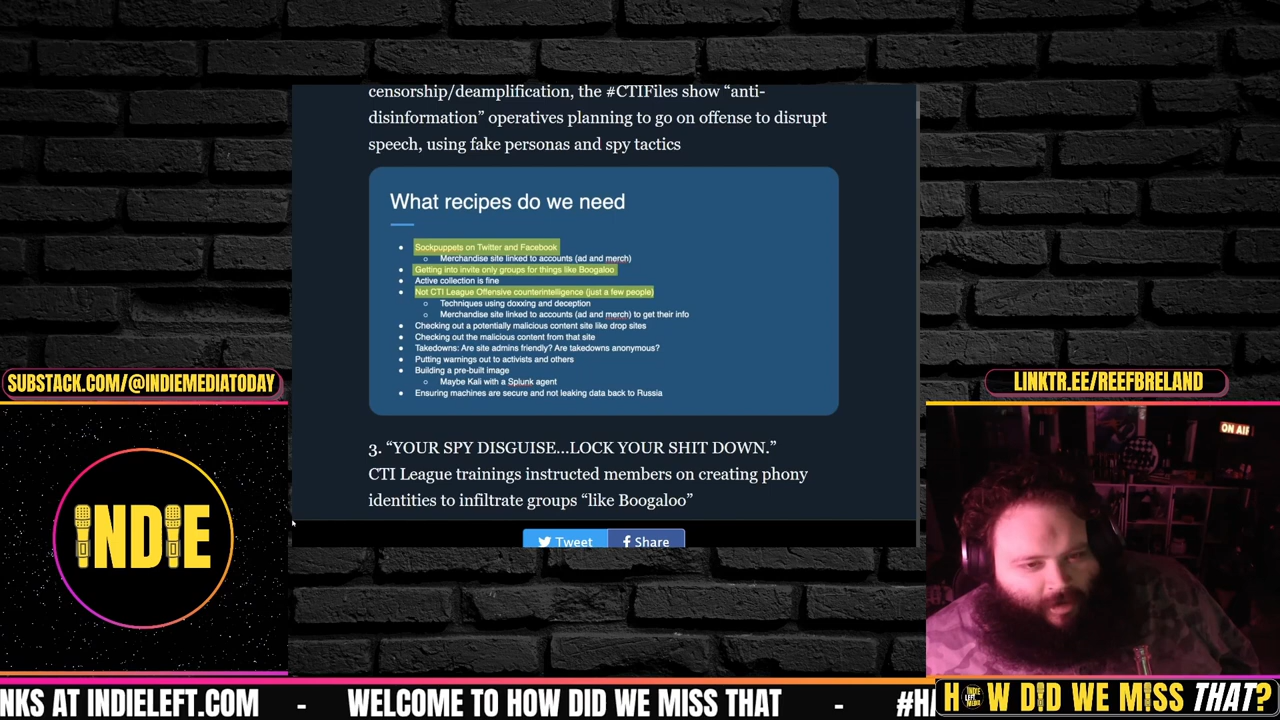 censorship/deamplification, the #CTIFiles show “anti-
disinformation” operatives planning to go on offense to disrupt
speech, using fake personas and spy tactics
What recipes do we need
Sockpuppets on Twitter and Facebook
Merchandise site linked to accounts (ad and merch)
Getting into invite only groups for things like Boogaloo
Active collection is fine
Not CTI League Offensive counterintelligence (just a few people)
Techniques using doxxing and deception
Merchandise site linked to accounts (ad and merch) to get their info
Checking out a potentially malicious content site like drop sites
Checking out the malicious content from that site
Takedowns: Are site admins friendly? Are takedowns anonymous?
Putting warnings out to activists and others
Building a pre-built image
Maybe Kali with a Splunk agent
Ensuring machines are secure and not leaking data back to Russia
3. “YOUR SPY DISGUISE...LOCK YOUR SHIT DOWN.”
CTI League trainings instructed members on creating phony
identities to infiltrate groups “like Boogaloo”
Tweet
Share
SUBSTACK.COM/@INDIEMEDIATODAY
INDIE
LINKTR.EE/REEFBRELAND
ON AIR
NKS AT INDIELEFT.COM - WELCOME TO HOW DID WE MISS THAT - #H
HOW DID WE MISS THAT?
INDIE LEFT MEDIA